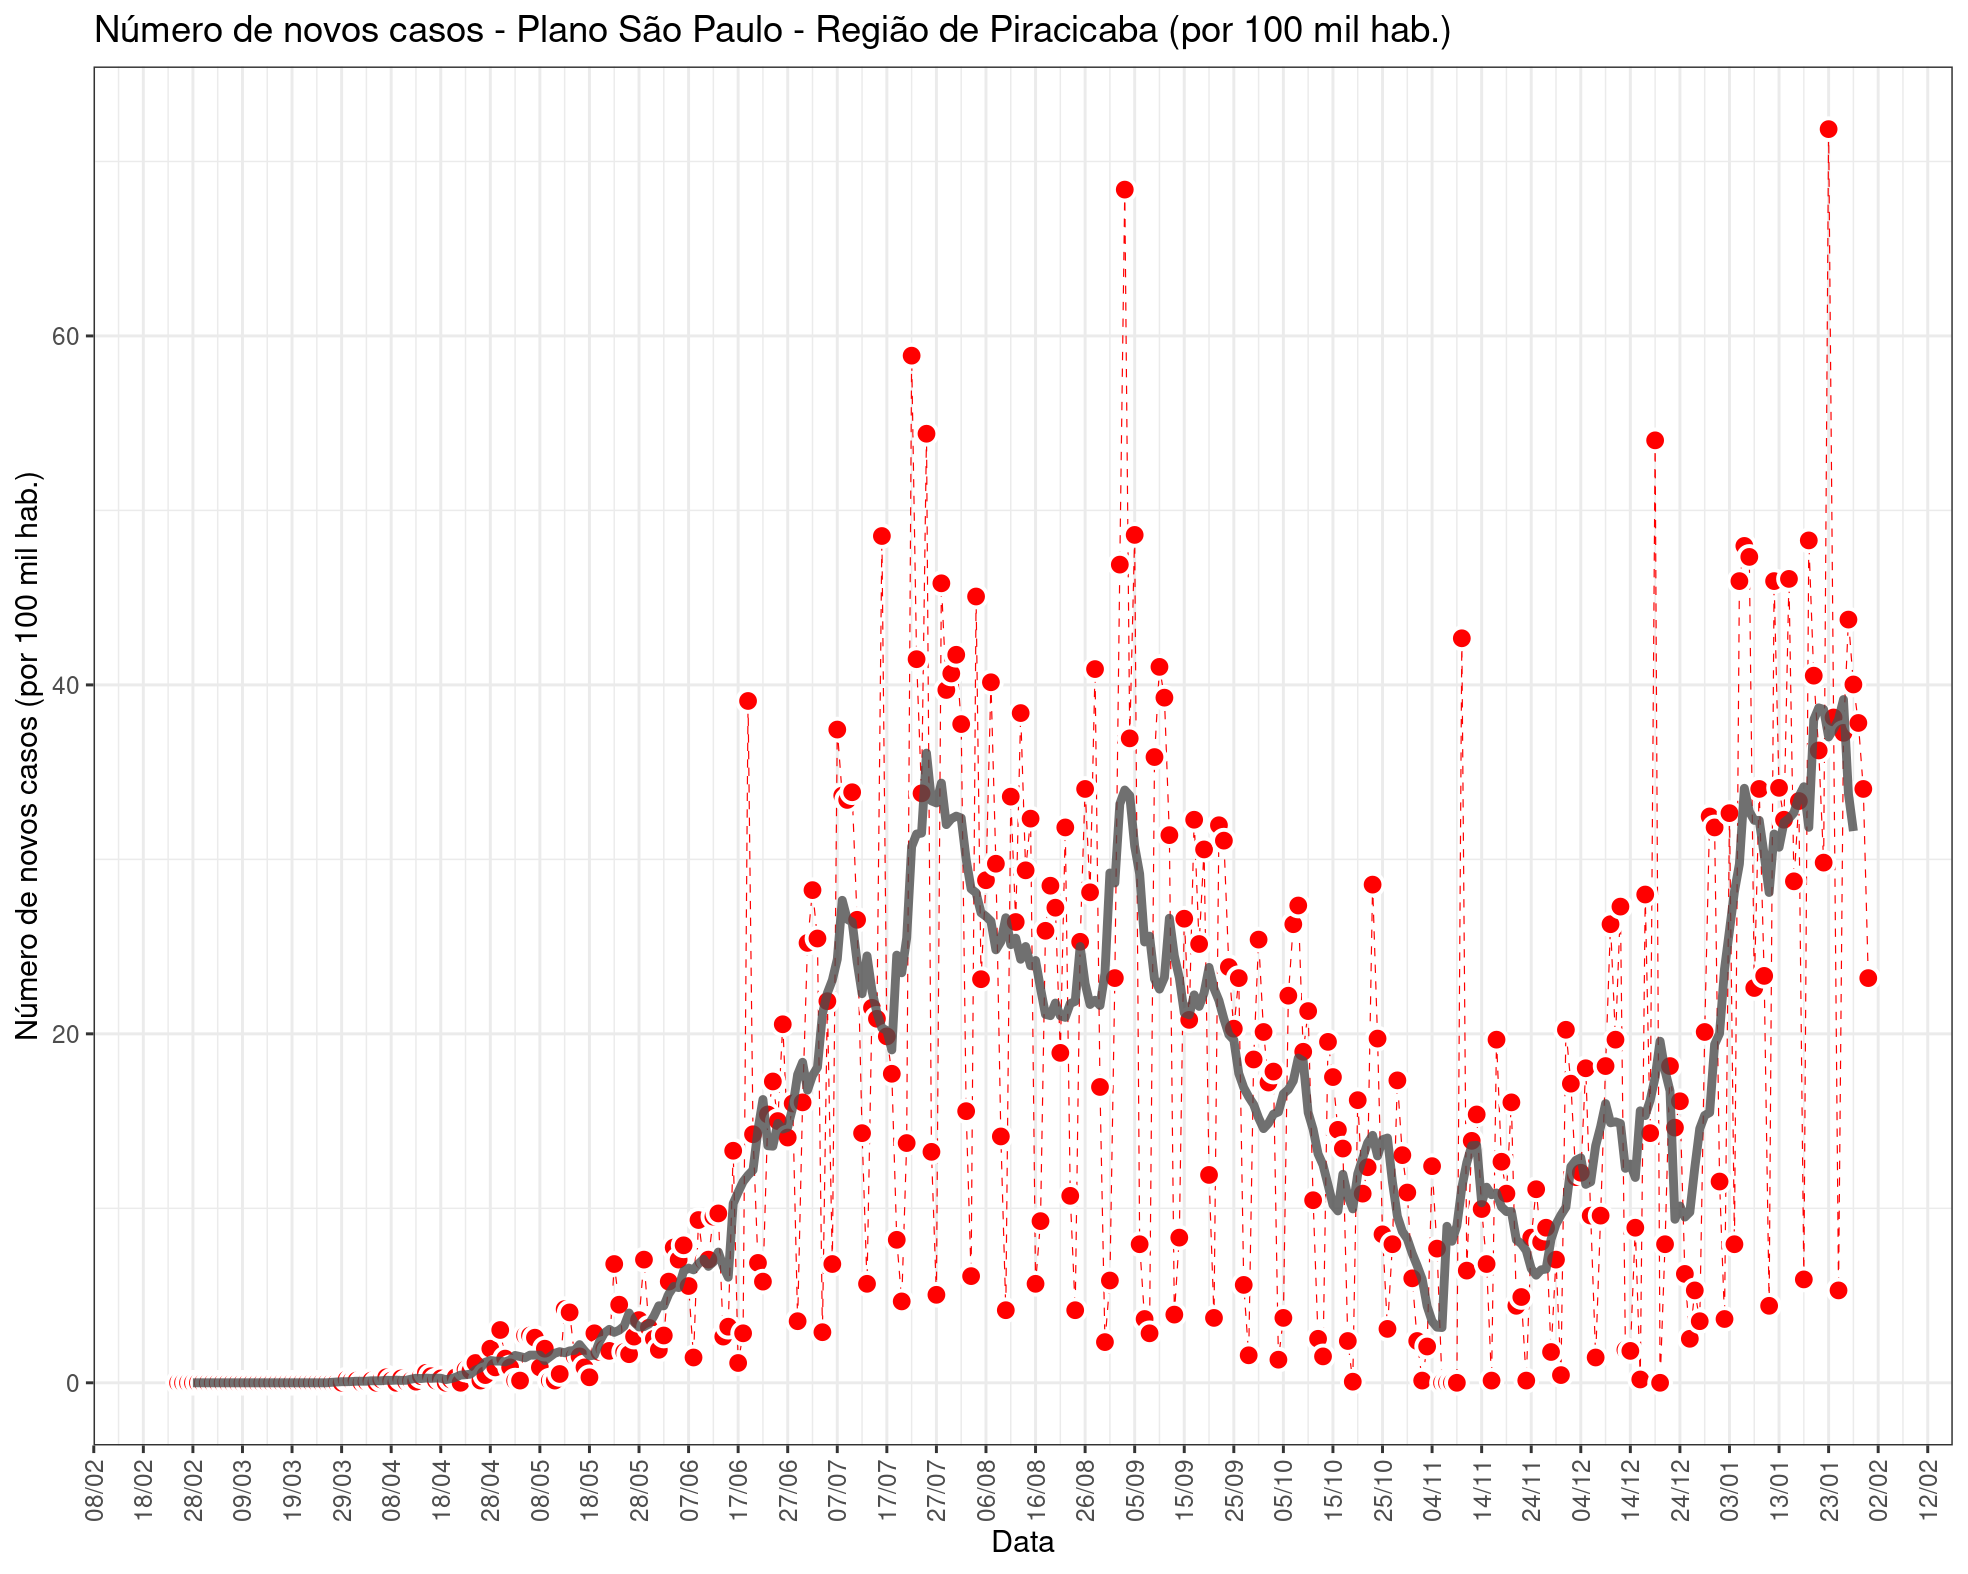 Número de novos casos - Plano São Paulo - Região de Piracicaba (por 100 mil hab.)
Número de novos casos (por 100 mil hab.)
60
40
20
0
08/02 18/02 28/02 09/03 19/03 29/03 08/04 18/04 28/04 08/05 18/05 28/05 07/06 17/06 27/06 07/07 17/07 27/07 06/08 16/08 26/08 05/09 15/09 25/09 05/10 15/10 25/10 04/11 14/11 24/11 04/12 14/12 24/12 03/01 13/01 23/01 02/02 12/02
Data